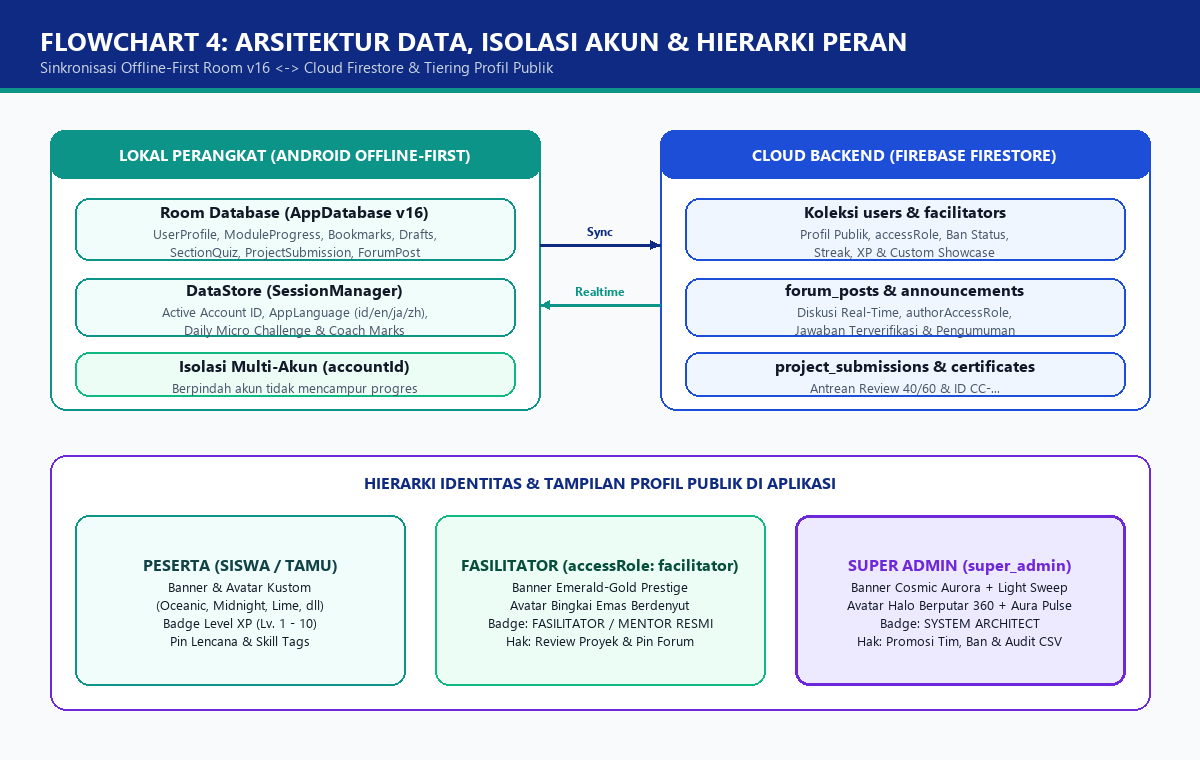 FLOWCHART 4: ARSITEKTUR DATA, ISOLASI AKUN & HIERARKI PERAN
Sinkronisasi Offline-First Room v16 <-> Cloud Firestore & Tiering Profil Publik
LOKAL PERANGKAT (ANDROID OFFLINE-FIRST)
Room Database (AppDatabase v16)
UserProfile, ModuleProgress, Bookmarks, Drafts,
SectionQuiz, ProjectSubmission, ForumPost
DataStore (SessionManager)
Active Account ID, AppLanguage (id/en/ja/zh),
Daily Micro Challenge & Coach Marks
Isolasi Multi-Akun (accountId)
Berpindah akun tidak mencampur progres
Sync
Realtime
CLOUD BACKEND (FIREBASE FIRESTORE)
Koleksi users & facilitators
Profil Publik, accessRole, Ban Status,
Streak, XP & Custom Showcase
forum_posts & announcements
Diskusi Real-Time, authorAccessRole,
Jawaban Terverifikasi & Pengumuman
project_submissions & certificates
Antrean Review 40/60 & ID CC-...
HIERARKI IDENTITAS & TAMPILAN PROFIL PUBLIK DI APLIKASI
PESERTA (SISWA / TAMU)
Banner & Avatar Kustom
(Oceanic, Midnight, Lime, dll)
Badge Level XP (Lv. 1 - 10)
Pin Lencana & Skill Tags
FASILITATOR (accessRole: facilitator)
Banner Emerald-Gold Prestige
Avatar Bingkai Emas Berdenyut
Badge: FASILITATOR / MENTOR RESMI
Hak: Review Proyek & Pin Forum
SUPER ADMIN (super_admin)
Banner Cosmic Aurora + Light Sweep
Avatar Halo Berputar 360 + Aura Pulse
Badge: SYSTEM ARCHITECT
Hak: Promosi Tim, Ban & Audit CSV